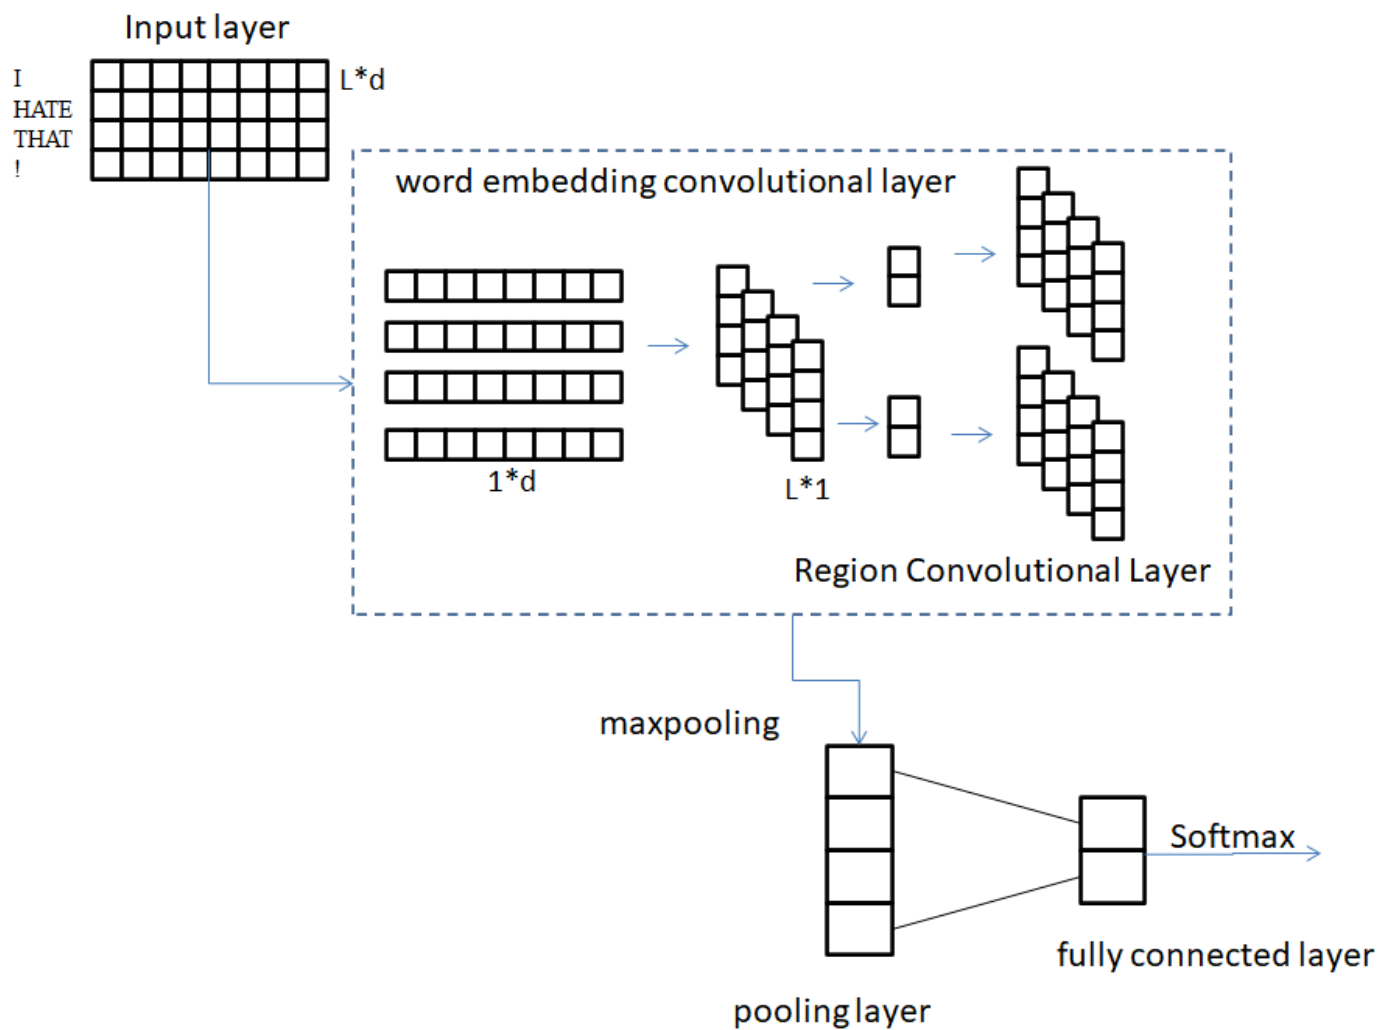 Input layer
I
HATE
THAT
!
L*d
word embedding convolutional layer
1*d
L*1
Region Convolutional Layer
maxpooling
Softmax
fully connected layer
pooling layer